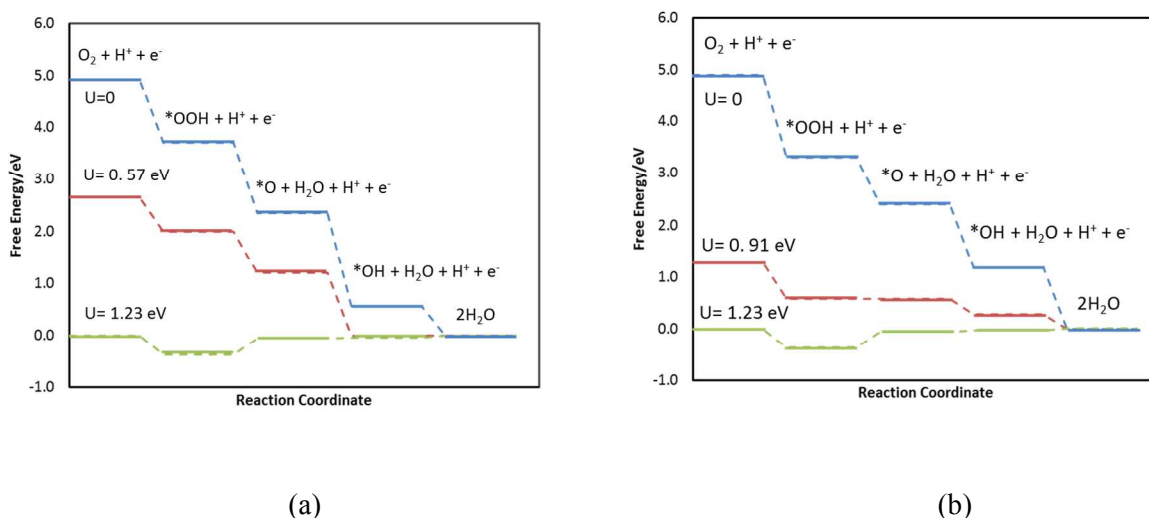 6.0
5.0
4.0
3.0
2.0
1.0
0.0
-1.0
Free Energy/eV
O₂ + H⁺ + e⁻
U=0
*OOH + H⁺ + e⁻
U= 0.57 eV
*O + H₂O + H⁺ + e⁻
*OH + H₂O + H⁺ + e⁻
U= 1.23 eV
2H₂O
Reaction Coordinate
(a)
6.0
5.0
4.0
3.0
2.0
1.0
0.0
-1.0
Free Energy/eV
O₂ + H⁺ + e⁻
U= 0
*OOH + H⁺ + e⁻
*O + H₂O + H⁺ + e⁻
*OH + H₂O + H⁺ + e⁻
U= 0.91 eV
2H₂O
U= 1.23 eV
Reaction Coordinate
(b)